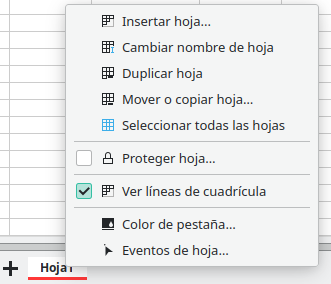 Insertar hoja...
Cambiar nombre de hoja
Duplicar hoja
Mover o copiar hoja...
Seleccionar todas las hojas
Proteger hoja...
Ver líneas de cuadrícula
Color de pestaña...
Eventos de hoja...
Hoja1